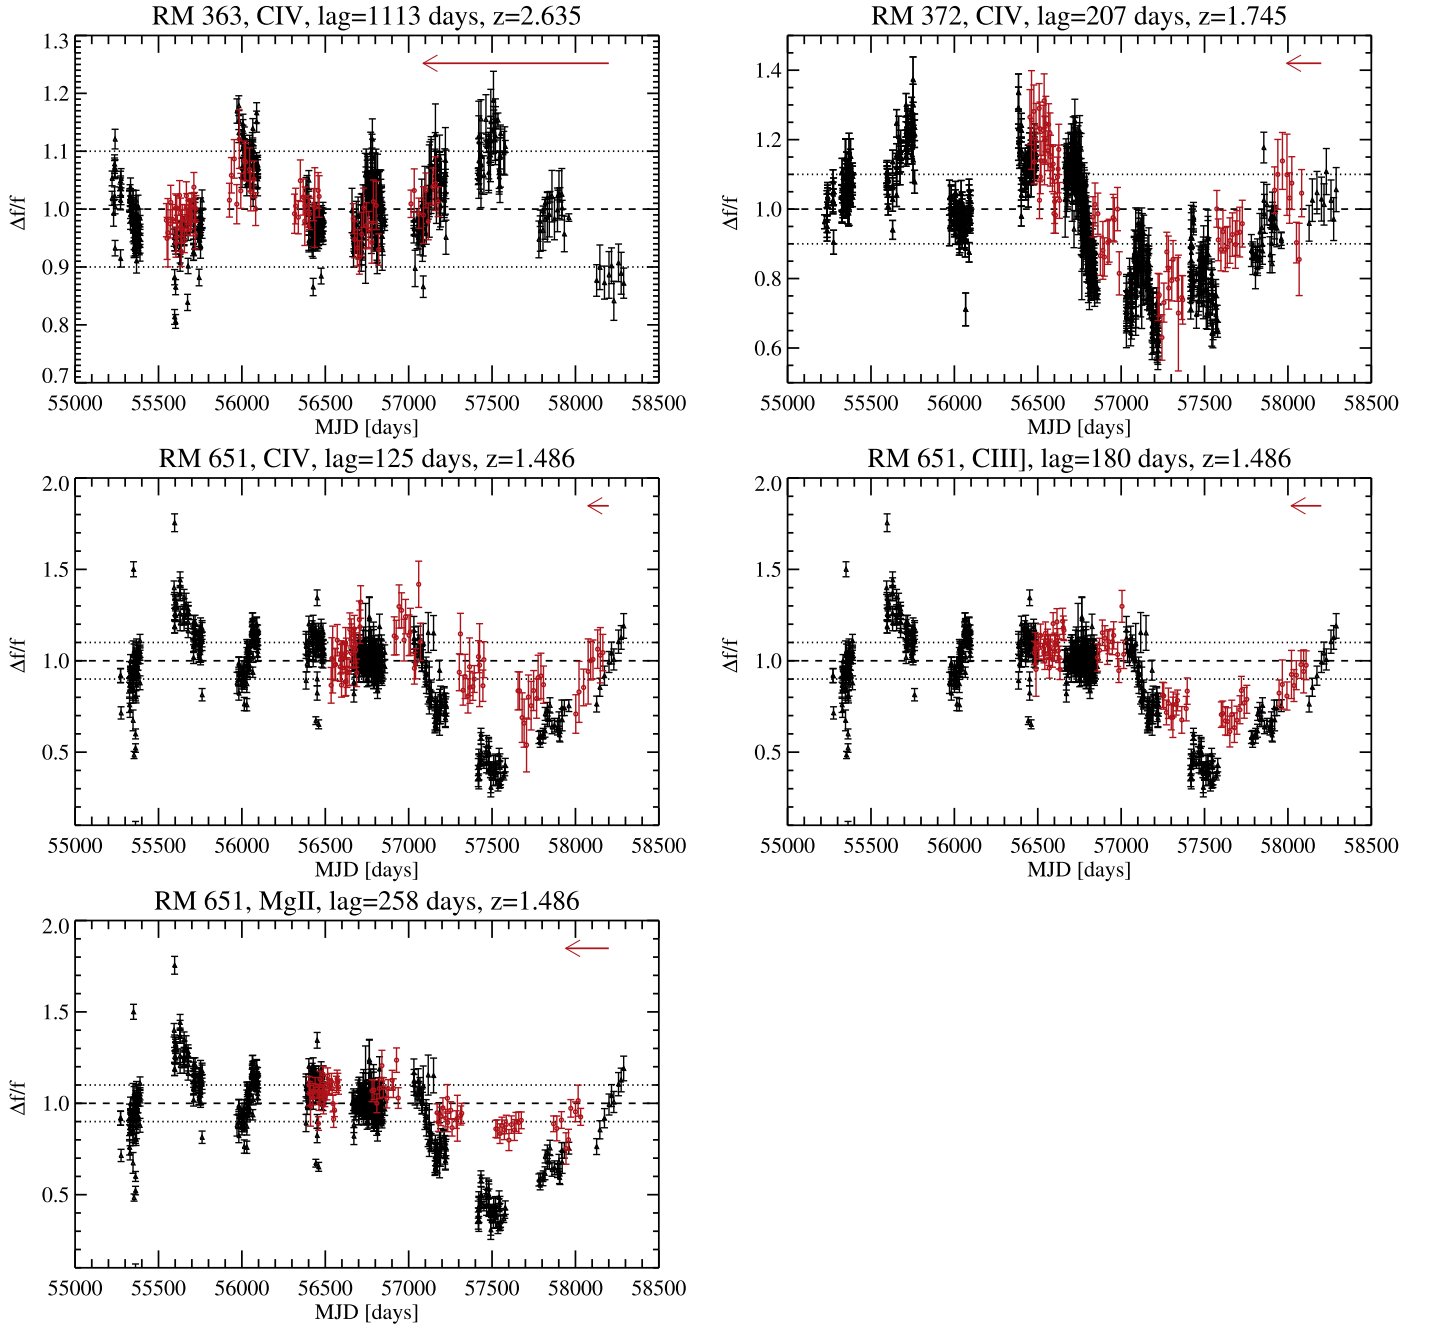 RM 363, CIV, lag=1113 days, z=2.635
1.3
1.2
1.1
1.0
0.9
0.8
0.7
Δf/f
55000 55500 56000 56500 57000 57500 58000 58500
MJD [days]
RM 372, CIV, lag=207 days, z=1.745
1.4
1.2
1.0
0.8
0.6
Δf/f
55000 55500 56000 56500 57000 57500 58000 58500
MJD [days]
RM 651, CIV, lag=125 days, z=1.486
2.0
1.5
1.0
0.5
Δf/f
55000 55500 56000 56500 57000 57500 58000 58500
MJD [days]
RM 651, CIII], lag=180 days, z=1.486
2.0
1.5
1.0
0.5
Δf/f
55000 55500 56000 56500 57000 57500 58000 58500
MJD [days]
RM 651, MgII, lag=258 days, z=1.486
2.0
1.5
1.0
0.5
Δf/f
55000 55500 56000 56500 57000 57500 58000 58500
MJD [days]